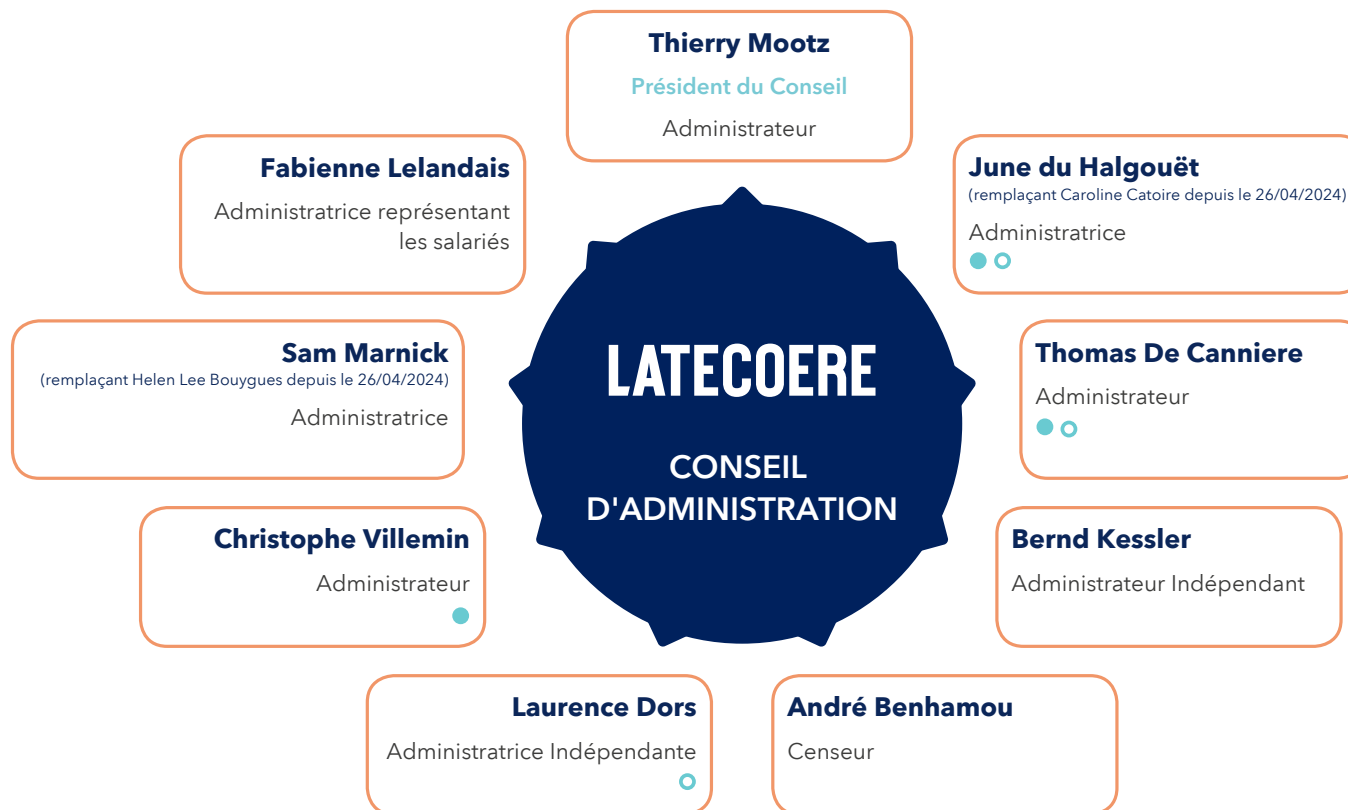 Thierry Mootz
Président du Conseil
Administrateur
Fabienne Lelandais
Administratrice représentant
les salariés
June du Halgouët
(remplaçant Caroline Catoire depuis le 26/04/2024)
Administratrice
Sam Marnick
(remplaçant Helen Lee Bouygues depuis le 26/04/2024)
Administratrice
LATECOERE
CONSEIL
D'ADMINISTRATION
Thomas De Canniere
Administrateur
Christophe Villemin
Administrateur
Bernd Kessler
Administrateur Indépendant
Laurence Dors
Administratrice Indépendante
André Benhamou
Censeur